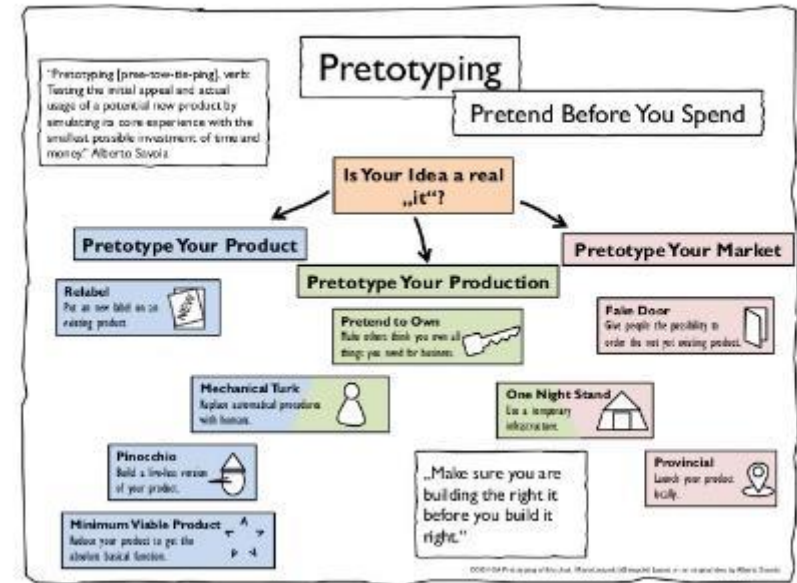 "Pretotyping [pree-tow-tie-ping], verb:
Testing the initial appeal and actual
usage of a potential new product by
simulating its core experience with the
smallest possible investment of time and
money." Alberto Savoia
Pretotyping
Pretend Before You Spend
Is Your Idea a real
„it“?
Pretotype Your Product
Pretotype Your Production
Pretotype Your Market
Relabel
Put an new label on an
existing product.
NEW
Pretend to Own
Make others think you own all
things you need for business.
Fake Door
Give people the possibility to
order the not yet existing product.
Mechanical Turk
Replace automatical procedures
with humans.
One Night Stand
Use a temporary
infrastructure.
Pinocchio
Build a live-less version
of your product.
„Make sure you are
building the right it
before you build it
right.“
Provincial
Launch your product
locally.
Minimum Viable Product
Reduce your product to get the
absolute basical function.